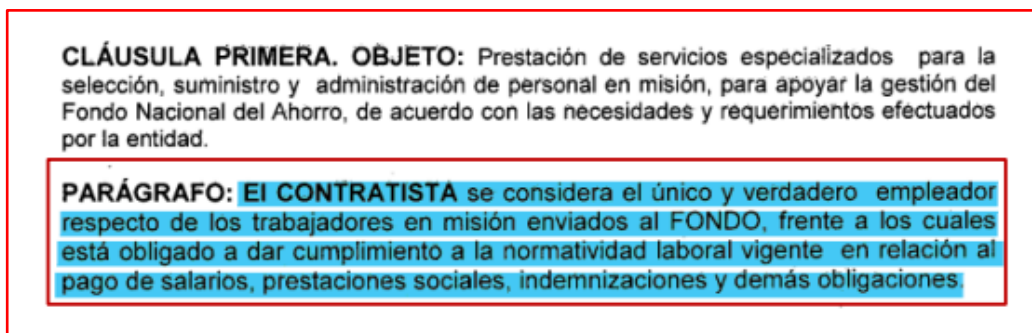 CLÁUSULA PRIMERA. OBJETO: Prestación de servicios especializados para la
selección, suministro y administración de personal en misión, para apoyar la gestión del
Fondo Nacional del Ahorro, de acuerdo con las necesidades y requerimientos efectuados
por la entidad.
PARÁGRAFO: El CONTRATISTA se considera el único y verdadero empleador
respecto de los trabajadores en misión enviados al FONDO, frente a los cuales
está obligado a dar cumplimiento a la normatividad laboral vigente en relación al
pago de salarios, prestaciones sociales, indemnizaciones y demás obligaciones.